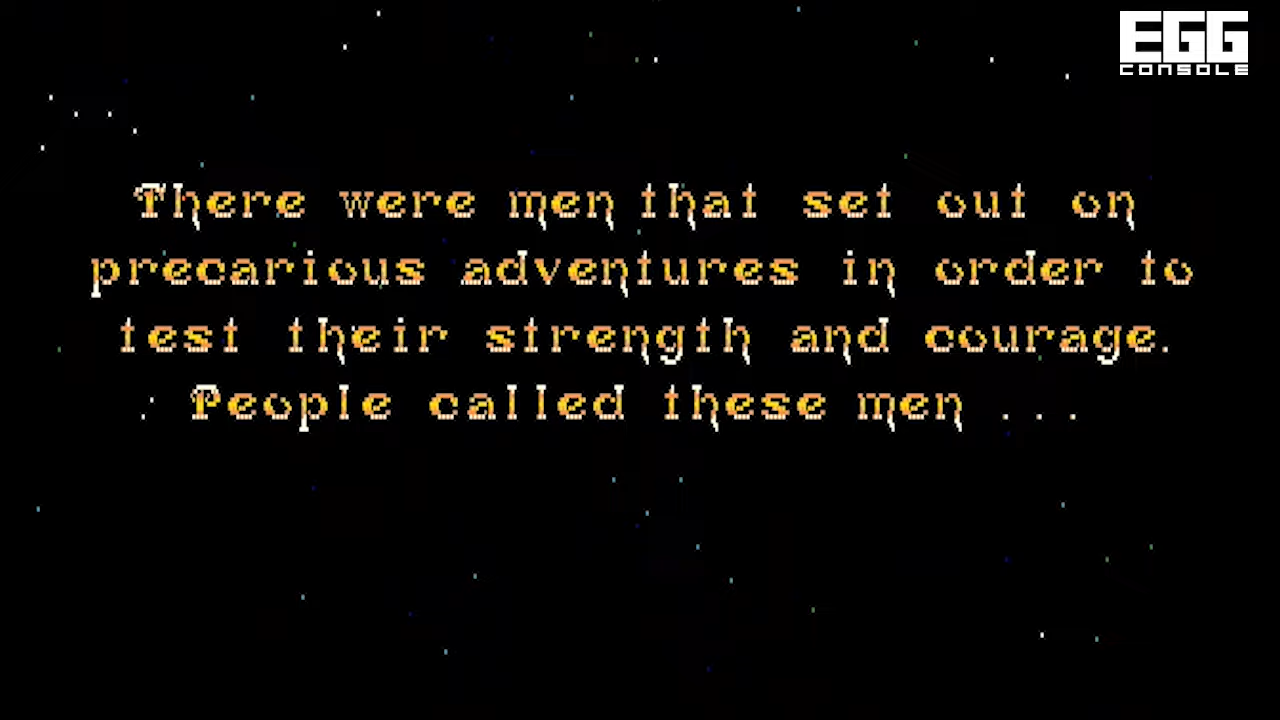 EGG
CONSOLE
There were men that set out on
precarious adventures in order to
test their strength and courage.
People called these men ...